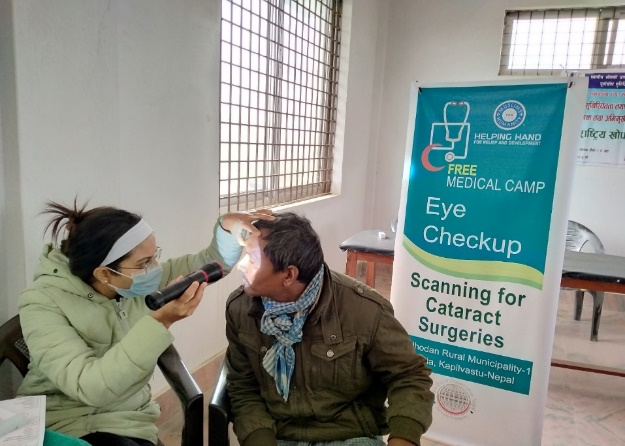 HELPING HAND
FOR RELIEF AND DEVELOPMENT
FREE
MEDICAL CAMP
Eye
Checkup
Scanning for
Cataract
Surgeries
lhodan Rural Municipality-1
Kapilvastu-Nepal